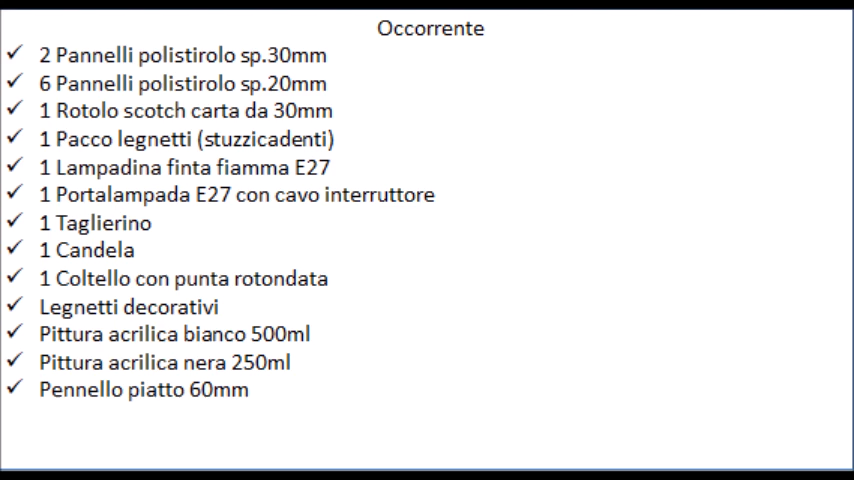 Occorrente
✓ 2 Pannelli polistirolo sp.30mm
✓ 6 Pannelli polistirolo sp.20mm
✓ 1 Rotolo scotch carta da 30mm
✓ 1 Pacco legnetti (stuzzicadenti)
✓ 1 Lampadina finta fiamma E27
✓ 1 Portalampada E27 con cavo interruttore
✓ 1 Taglierino
✓ 1 Candela
✓ 1 Coltello con punta rotondata
✓ Legnetti decorativi
✓ Pittura acrilica bianco 500ml
✓ Pittura acrilica nera 250ml
✓ Pennello piatto 60mm